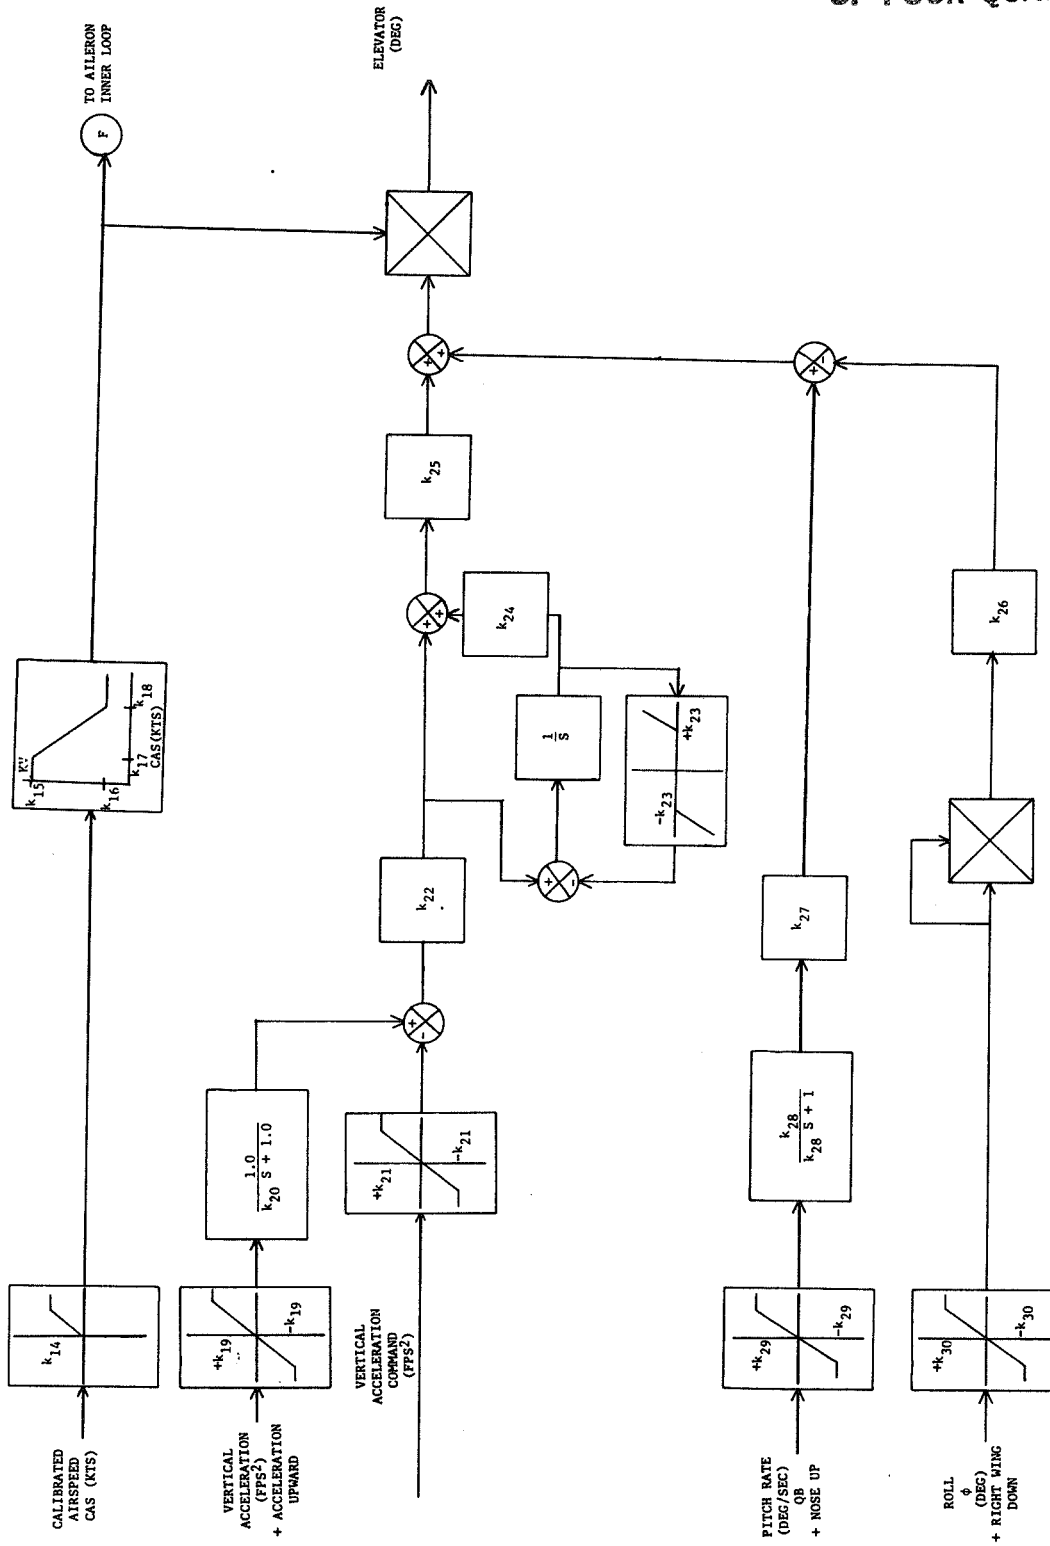 CALIBRATED
AIRSPEED
CAS (KTS)
k14
KV
k15
k16
k17
k18
CAS(KTS)
F
TO AILERON
INNER LOOP
VERTICAL
ACCELERATION
(FPS²)
+ ACCELERATION
UPWARD
+k19
-k19
1.0
k20 S + 1.0
VERTICAL
ACCELERATION
COMMAND
(FPS²)
+k21
-k21
+
-
k22
+
-
1
S
-k23
+k23
k24
+
+
k25
+
+
ELEVATOR
(DEG)
PITCH RATE
(DEG/SEC)
QB
+ NOSE UP
+k29
-k29
k28
k28 S + 1
k27
+
-
ROLL
φ
(DEG)
+ RIGHT WING
DOWN
+k30
-k30
k26